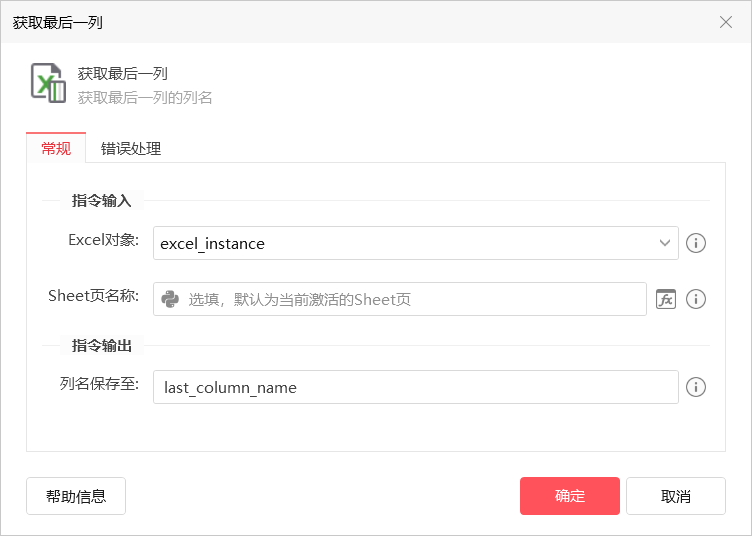 获取最后一列
获取最后一列
获取最后一列的列名
常规 错误处理
指令输入
Excel对象: excel_instance
Sheet页名称: 选填，默认为当前激活的Sheet页 fx
指令输出
列名保存至: last_column_name
帮助信息 确定 取消